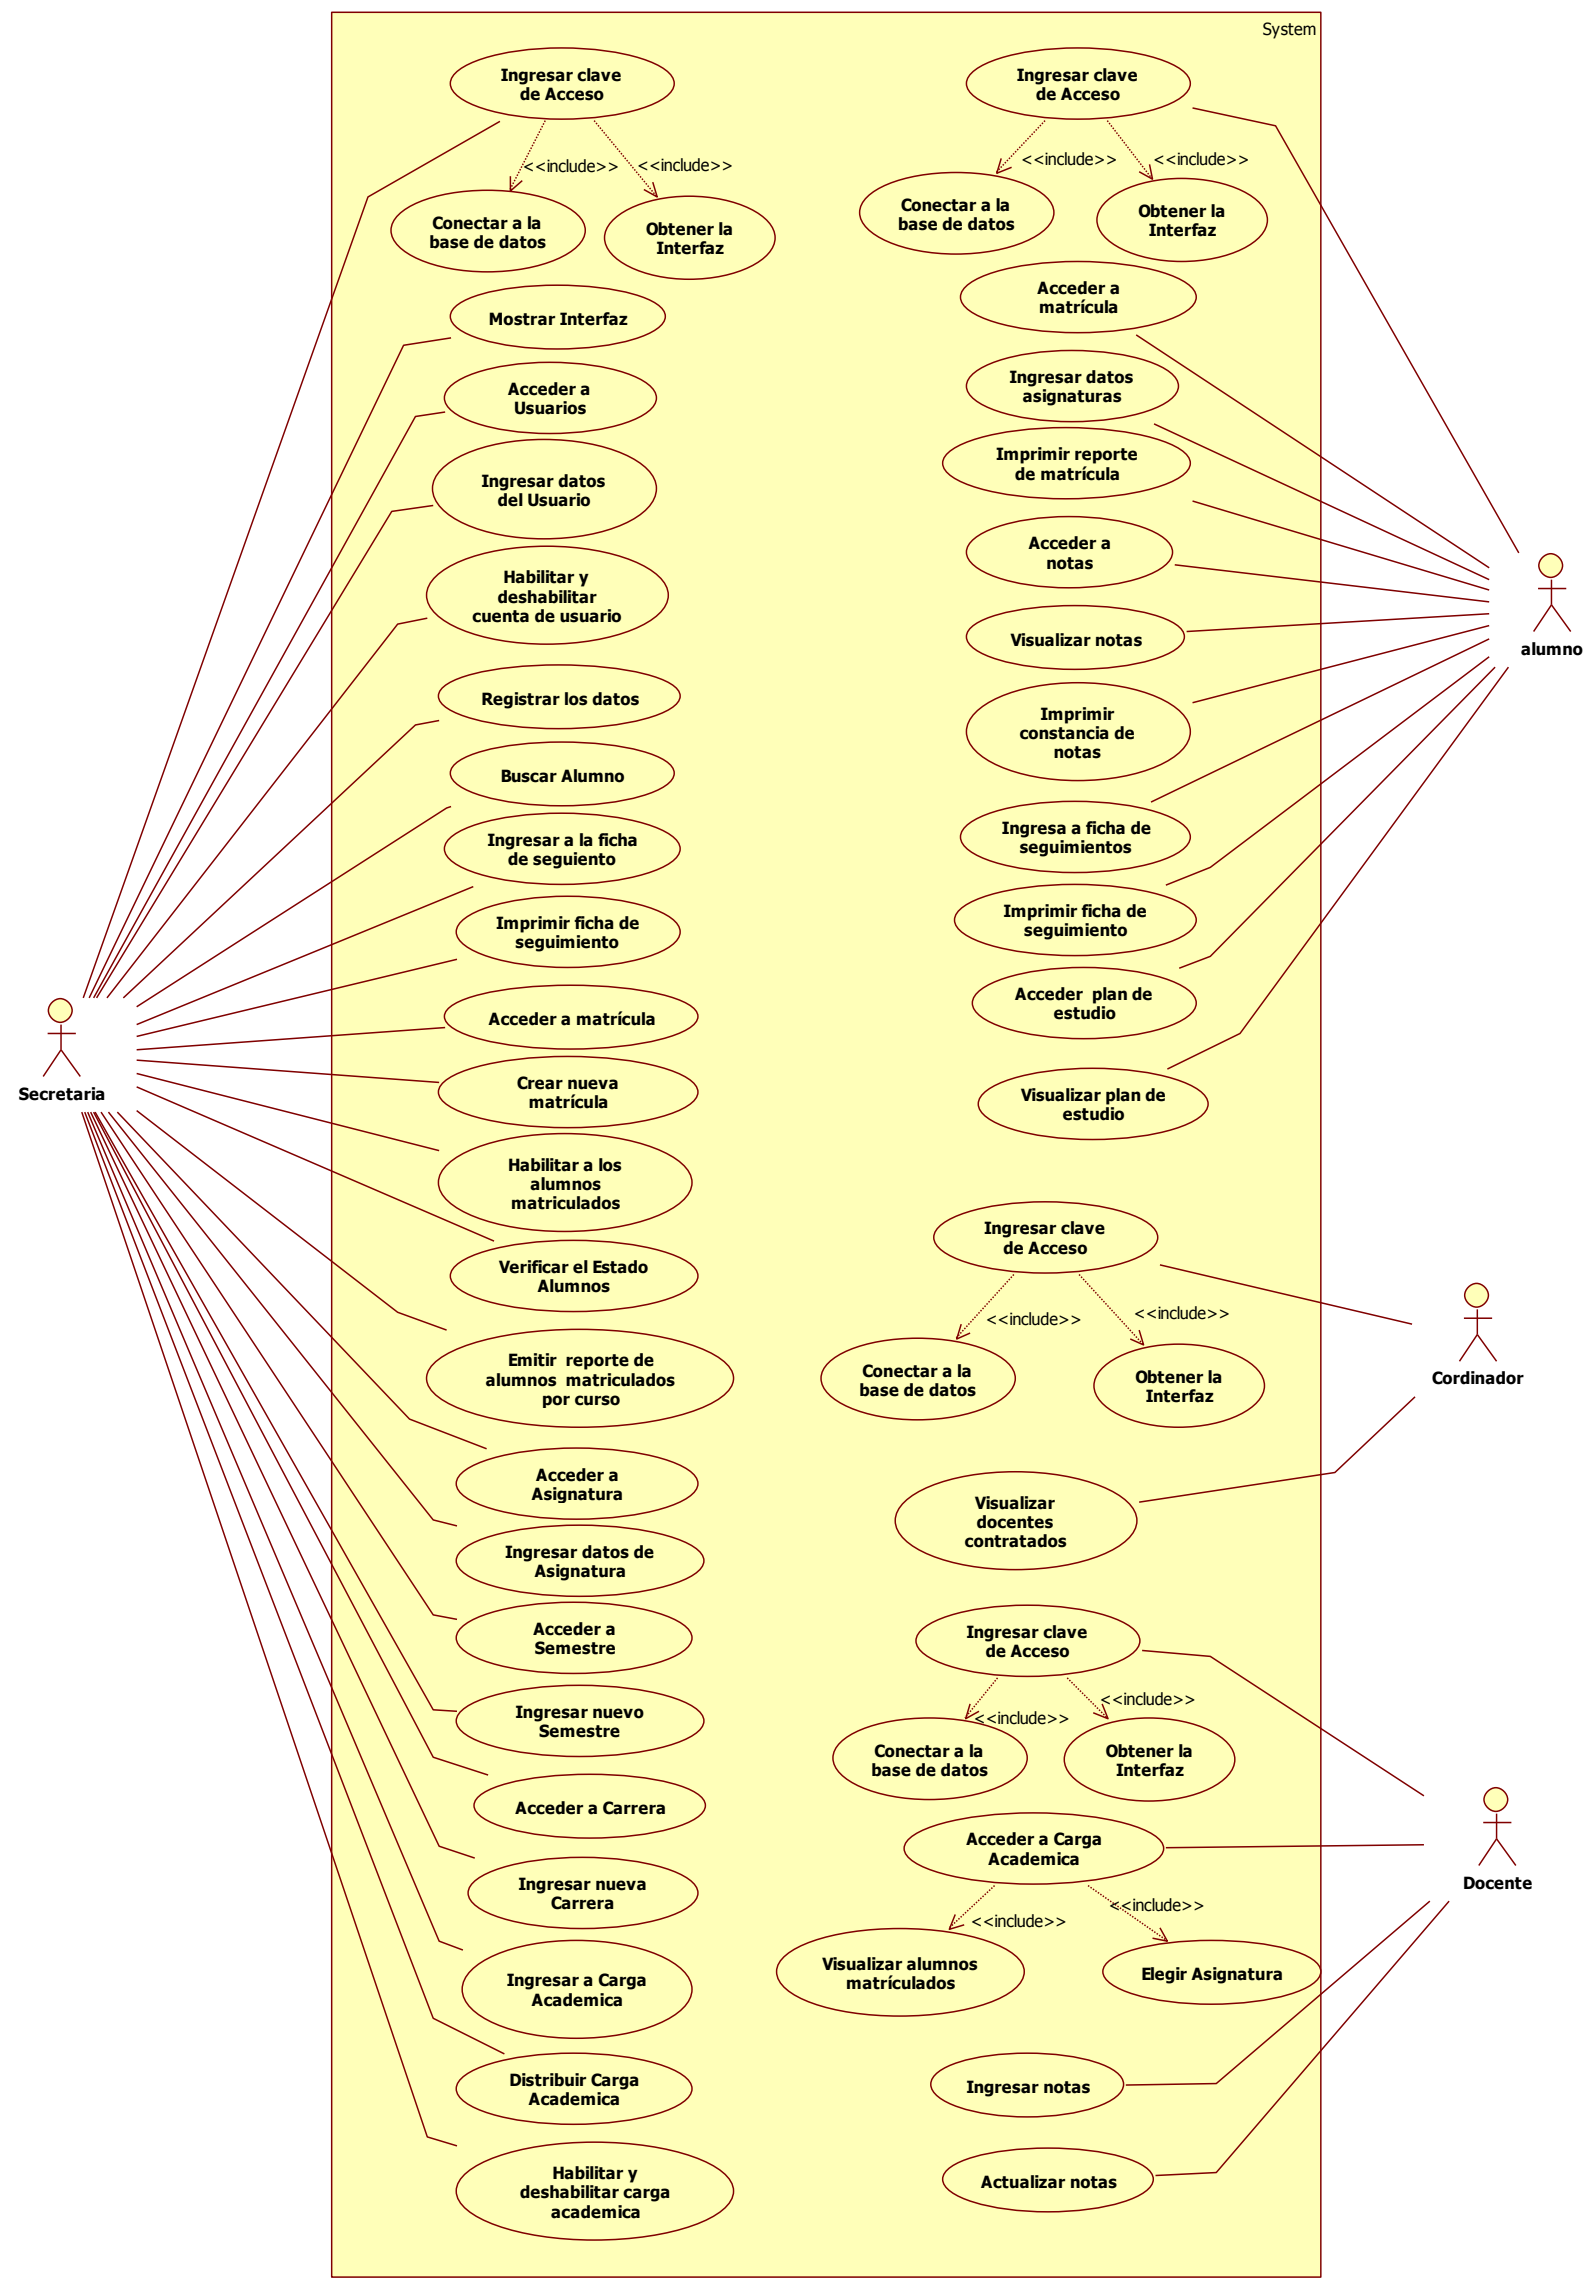 System
Ingresar clave
de Acceso
<<include>>
<<include>>
Conectar a la
base de datos
Obtener la
Interfaz
Mostrar Interfaz
Acceder a
Usuarios
Ingresar datos
del Usuario
Habilitar y
deshabilitar
cuenta de usuario
Registrar los datos
Buscar Alumno
Ingresar a la ficha
de seguiento
Imprimir ficha de
seguimiento
Acceder a matrícula
Crear nueva
matrícula
Habilitar a los
alumnos
matriculados
Verificar el Estado
Alumnos
Emitir reporte de
alumnos matriculados
por curso
Acceder a
Asignatura
Ingresar datos de
Asignatura
Acceder a
Semestre
Ingresar nuevo
Semestre
Acceder a Carrera
Ingresar nueva
Carrera
Ingresar a Carga
Academica
Distribuir Carga
Academica
Habilitar y
deshabilitar carga
academica
Secretaria
Ingresar clave
de Acceso
<<include>>
<<include>>
Conectar a la
base de datos
Obtener la
Interfaz
Acceder a
matrícula
Ingresar datos
asignaturas
Imprimir reporte
de matrícula
Acceder a
notas
Visualizar notas
Imprimir
constancia de
notas
Ingresa a ficha de
seguimientos
Imprimir ficha de
seguimiento
Acceder plan de
estudio
Visualizar plan de
estudio
alumno
Ingresar clave
de Acceso
<<include>>
<<include>>
Conectar a la
base de datos
Obtener la
Interfaz
Visualizar
docentes
contratados
Cordinador
Ingresar clave
de Acceso
<<include>>
<<include>>
Conectar a la
base de datos
Obtener la
Interfaz
Acceder a Carga
Academica
<<include>>
<<include>>
Visualizar alumnos
matrículados
Elegir Asignatura
Ingresar notas
Actualizar notas
Docente